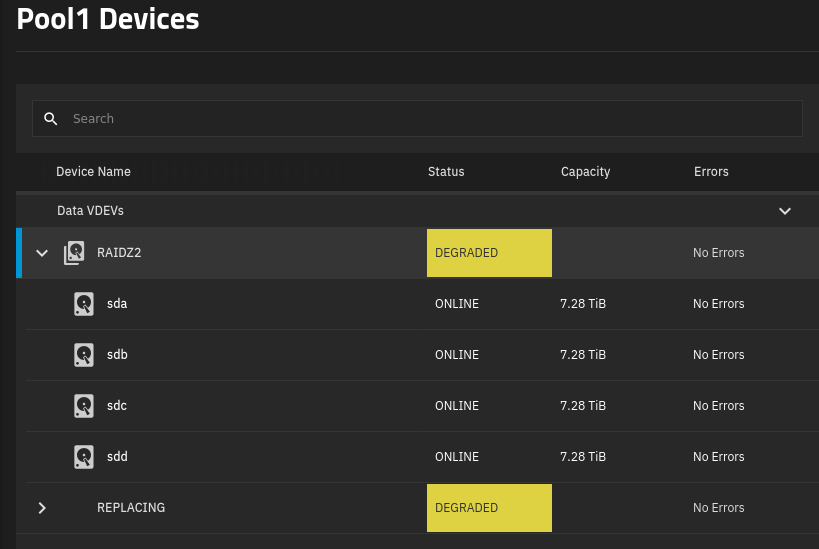 Pool1 Devices
Search
Device Name Status Capacity Errors
Data VDEVs
RAIDZ2 DEGRADED No Errors
sda ONLINE 7.28 TiB No Errors
sdb ONLINE 7.28 TiB No Errors
sdc ONLINE 7.28 TiB No Errors
sdd ONLINE 7.28 TiB No Errors
REPLACING DEGRADED No Errors